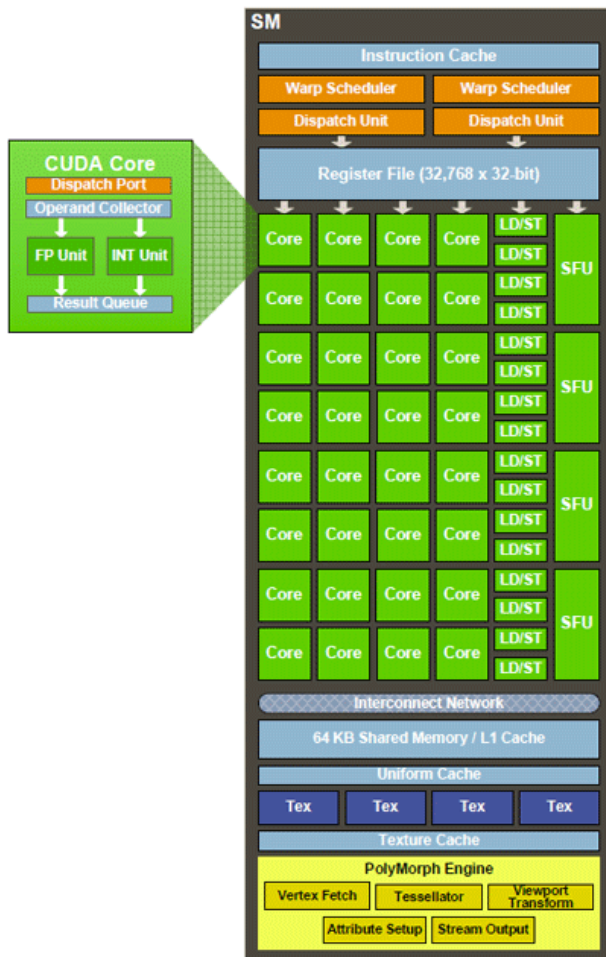 SM
Instruction Cache
Warp Scheduler Warp Scheduler
Dispatch Unit Dispatch Unit
Register File (32,768 x 32-bit)
CUDA Core
Dispatch Port
Operand Collector
FP Unit INT Unit
Result Queue
Core Core Core Core LD/ST
LD/ST
SFU
Core Core Core Core LD/ST
LD/ST
Core Core Core Core LD/ST
LD/ST
SFU
Core Core Core Core LD/ST
LD/ST
Core Core Core Core LD/ST
LD/ST
SFU
Core Core Core Core LD/ST
LD/ST
Core Core Core Core LD/ST
LD/ST
SFU
Core Core Core Core LD/ST
LD/ST
Interconnect Network
64 KB Shared Memory / L1 Cache
Uniform Cache
Tex Tex Tex Tex
Texture Cache
PolyMorph Engine
Vertex Fetch Tessellator Viewport
Transform
Attribute Setup Stream Output